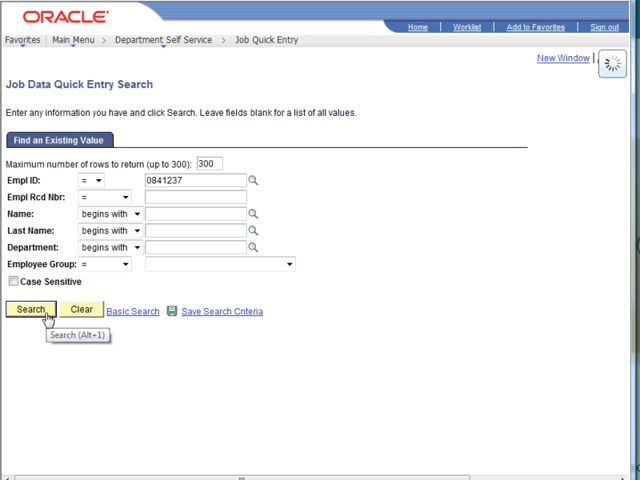 ORACLE
Home Worklist Add to Favorites Sign out
Favorites Main Menu > Department Self Service > Job Quick Entry
New Window |
Job Data Quick Entry Search
Enter any information you have and click Search. Leave fields blank for a list of all values.
Find an Existing Value
Maximum number of rows to return (up to 300): 300
Empl ID: = 0841237
Empl Rcd Nbr: =
Name: begins with
Last Name: begins with
Department: begins with
Employee Group: =
Case Sensitive
Search Clear Basic Search Save Search Criteria
Search (Alt+1)